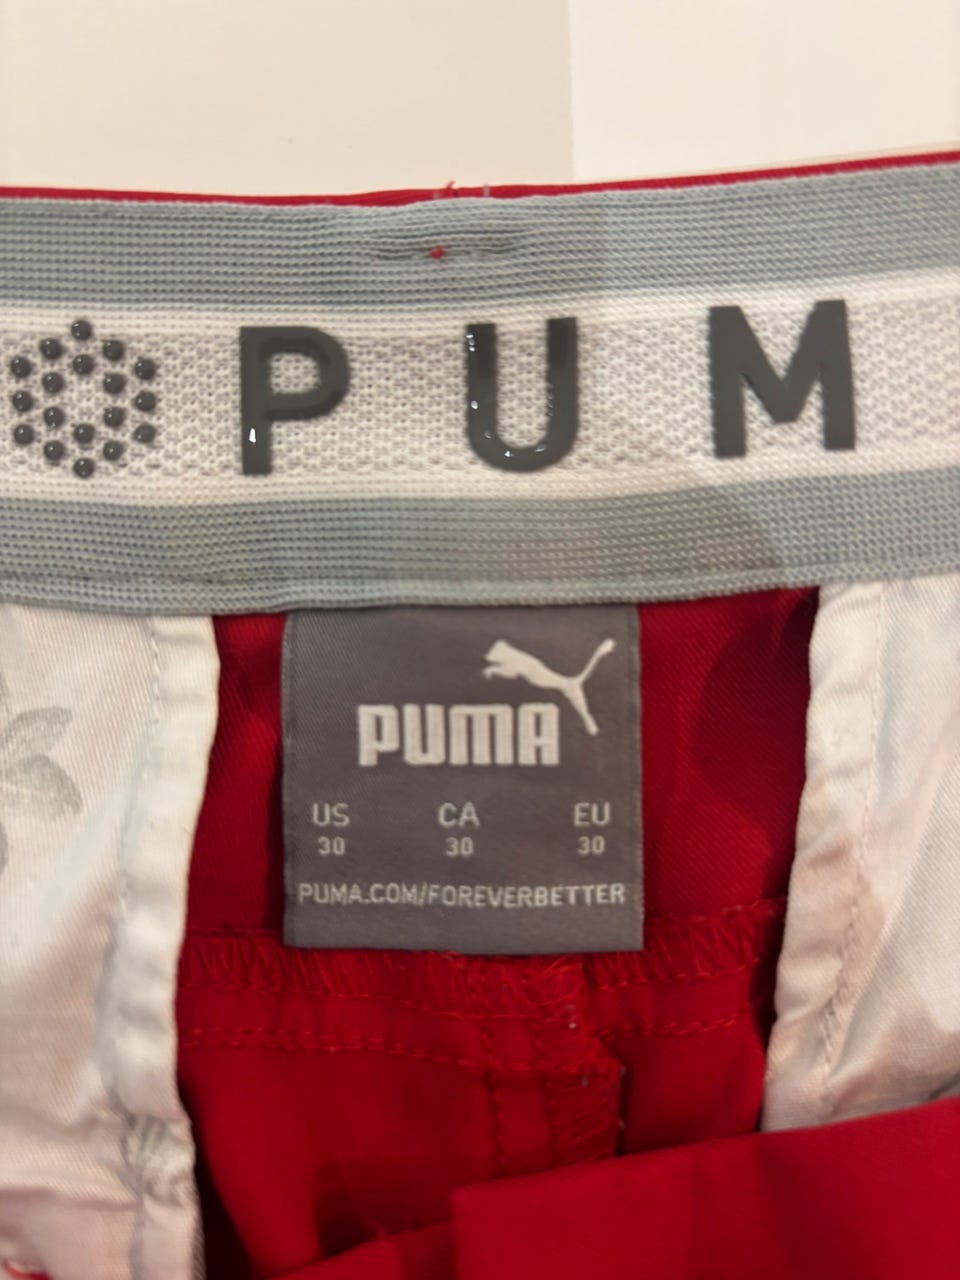 PUM
PUMA
US CA EU
30 30 30
PUMA.COM/FOREVERBETTER